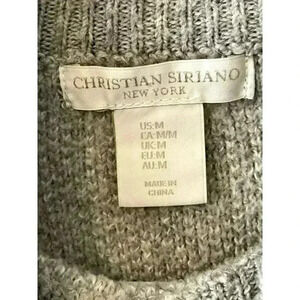 CHRISTIAN SIRIANO
NEW YORK
US:M
CA:M/M
UK:M
EU:M
AU:M
MADE IN
CHINA